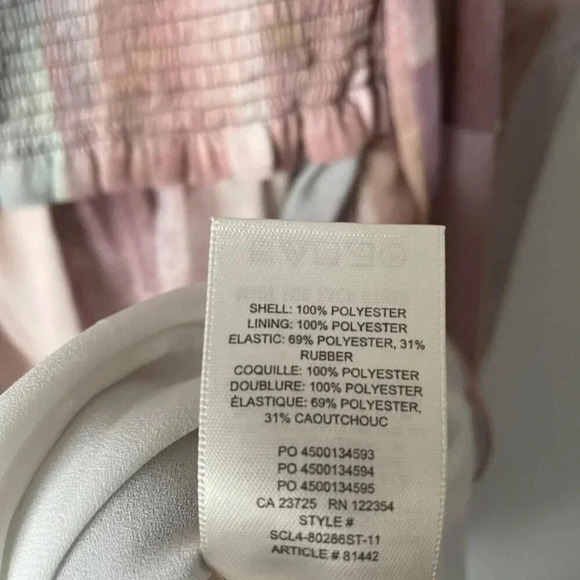 SHELL: 100% POLYESTER
LINING: 100% POLYESTER
ELASTIC: 69% POLYESTER, 31%
RUBBER
COQUILLE: 100% POLYESTER
DOUBLURE: 100% POLYESTER
ÉLASTIQUE: 69% POLYESTER,
31% CAOUTCHOUC
PO 4500134593
PO 4500134594
PO 4500134595
CA 23725 RN 122354
STYLE #
SCL4-80286ST-11
ARTICLE # 81442